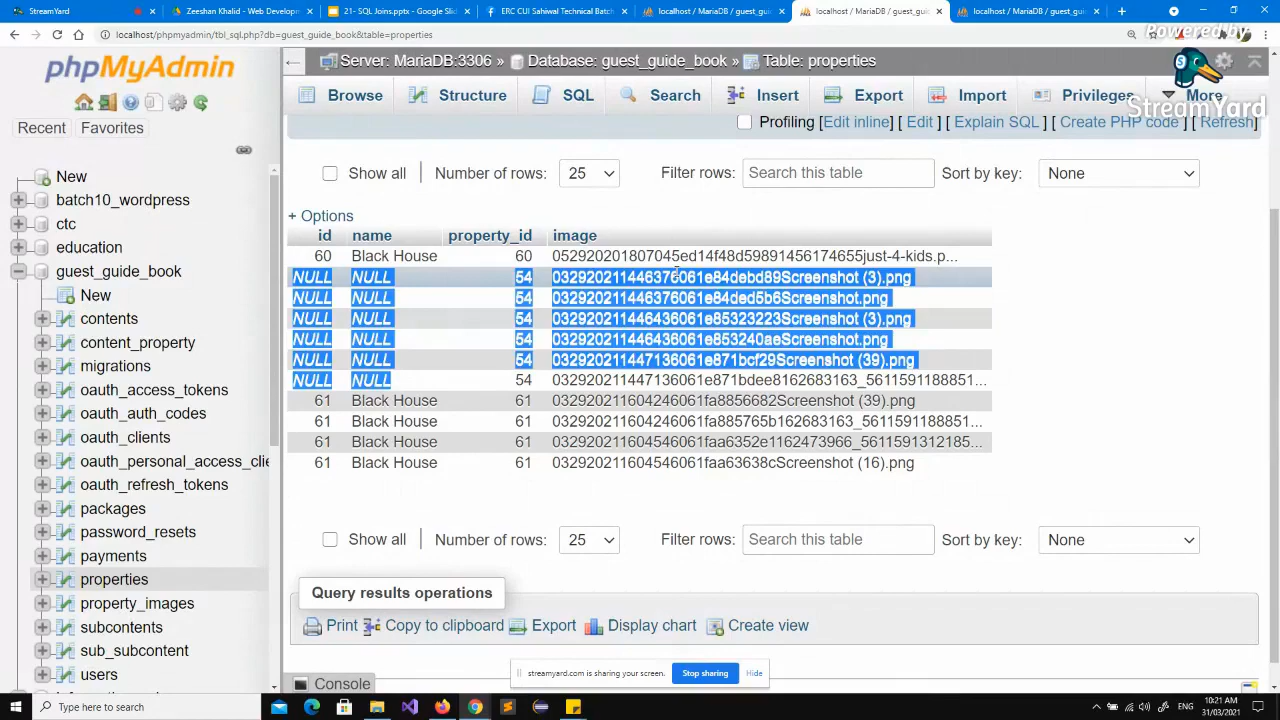 StreamYard
Zeeshan Khalid - Web Develop
21- SQL Joins.pptx - Google Slid
ERC CUI Sahiwal Technical Batch
localhost / MariaDB / guest_guid
localhost / MariaDB / guest_guid
localhost / MariaDB / guest_gui
localhost/phpmyadmin/tbl_sql.php?db=guest_guide_book&table=properties
Powered by
StreamYard
phpMyAdmin
Recent
Favorites
New
batch10_wordpress
ctc
education
guest_guide_book
New
contents
content_property
migrations
oauth_access_tokens
oauth_auth_codes
oauth_clients
oauth_personal_access_clie
oauth_refresh_tokens
packages
password_resets
payments
properties
property_images
subcontents
sub_subcontent
users
Server: MariaDB:3306 » Database: guest_guide_book » Table: properties
Browse Structure SQL Search Insert Export Import Privileges More
Profiling [Edit inline] [ Edit ] [ Explain SQL ] [ Create PHP code ] [ Refresh]
Show all Number of rows: 25 Filter rows: Search this table Sort by key: None
+ Options
id name property_id image
60 Black House 60 052920201807045ed14f48d59891456174655just-4-kids.p...
NULL NULL 54 032920211446376061e84debd89Screenshot (3).png
NULL NULL 54 032920211446376061e84ded5b6Screenshot.png
NULL NULL 54 032920211446436061e85323223Screenshot (3).png
NULL NULL 54 032920211446436061e853240aeScreenshot.png
NULL NULL 54 032920211447136061e871bcf29Screenshot (39).png
NULL NULL 54 032920211447136061e871bdee8162683163_5611591188851...
61 Black House 61 032920211604246061fa8856682Screenshot (39).png
61 Black House 61 032920211604246061fa885765b162683163_5611591188851...
61 Black House 61 032920211604546061faa6352e1162473966_5611591312185...
61 Black House 61 032920211604546061faa63638cScreenshot (16).png
Show all Number of rows: 25 Filter rows: Search this table Sort by key: None
Query results operations
Print Copy to clipboard Export Display chart Create view
streamyard.com is sharing your screen. Stop sharing Hide
Console
Type here to search
10:21 AM
31/03/2021